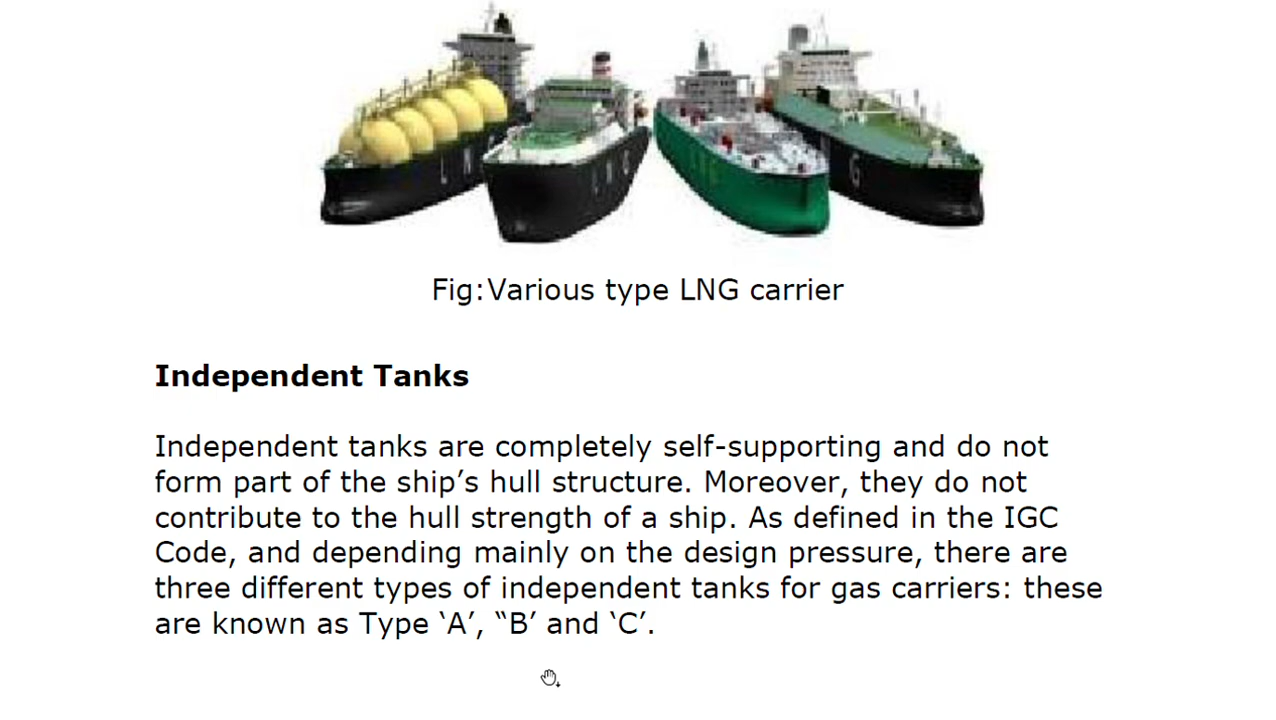 L N G
L N G
LNG
G
Fig:Various type LNG carrier
Independent Tanks
Independent tanks are completely self-supporting and do not
form part of the ship’s hull structure. Moreover, they do not
contribute to the hull strength of a ship. As defined in the IGC
Code, and depending mainly on the design pressure, there are
three different types of independent tanks for gas carriers: these
are known as Type ‘A’, “B’ and ‘C’.